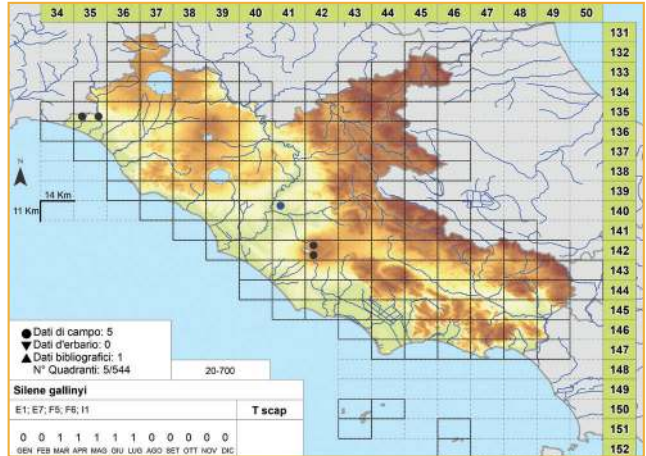 34 35 36 37 38 39 40 41 42 43 44 45 46 47 48 49 50
131
132
133
134
135
136
137
138
139
140
141
142
143
144
145
146
147
148
149
150
151
152
N
14 Km
11 Km
Dati di campo: 5
Dati d'erbario: 0
Dati bibliografici: 1
N° Quadranti: 5/544
20-700
Silene gallinyi
E1; E7; F5; F6; I1
T scap
0 0 1 1 1 1 1 0 0 0 0 0
GEN FEB MAR APR MAG GIU LUG AGO SET OTT NOV DIC